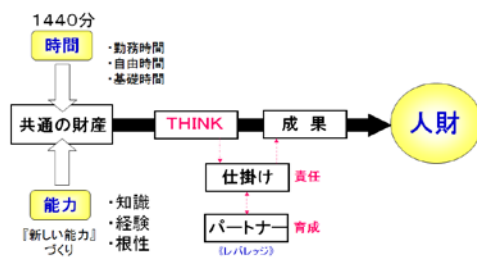 1440分
時間
・勤務時間
・自由時間
・基礎時間
共通の財産
THINK
成 果
人財
仕掛け
責任
能力
・知識
・経験
・根性
『新しい能力』
づくり
パートナー
育成
《レバレッジ》